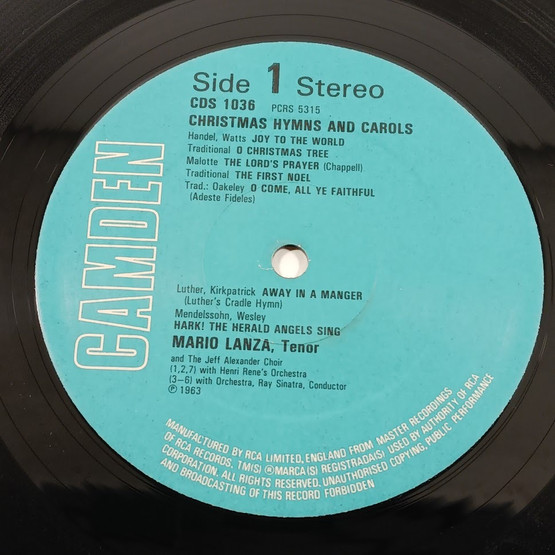 Side 1 Stereo
CDS 1036 PCRS 5315
CHRISTMAS HYMNS AND CAROLS
Handel, Watts JOY TO THE WORLD
Traditional O CHRISTMAS TREE
Malotte THE LORD'S PRAYER (Chappell)
Traditional THE FIRST NOEL
Trad.: Oakeley O COME, ALL YE FAITHFUL
(Adeste Fideles)
CAMDEN
Luther, Kirkpatrick AWAY IN A MANGER
(Luther's Cradle Hymn)
Mendelssohn, Wesley
HARK! THE HERALD ANGELS SING
MARIO LANZA, Tenor
and The Jeff Alexander Choir
(1,2,7) with Henri Rene's Orchestra
(3–6) with Orchestra, Ray Sinatra, Conductor
Ⓟ 1963
MANUFACTURED BY RCA LIMITED, ENGLAND FROM MASTER RECORDINGS
OF RCA RECORDS. TM(S) ® MARCA(S) REGISTRADA(S) USED BY AUTHORITY OF RCA
CORPORATION. ALL RIGHTS RESERVED. UNAUTHORISED COPYING, PUBLIC PERFORMANCE
AND BROADCASTING OF THIS RECORD FORBIDDEN